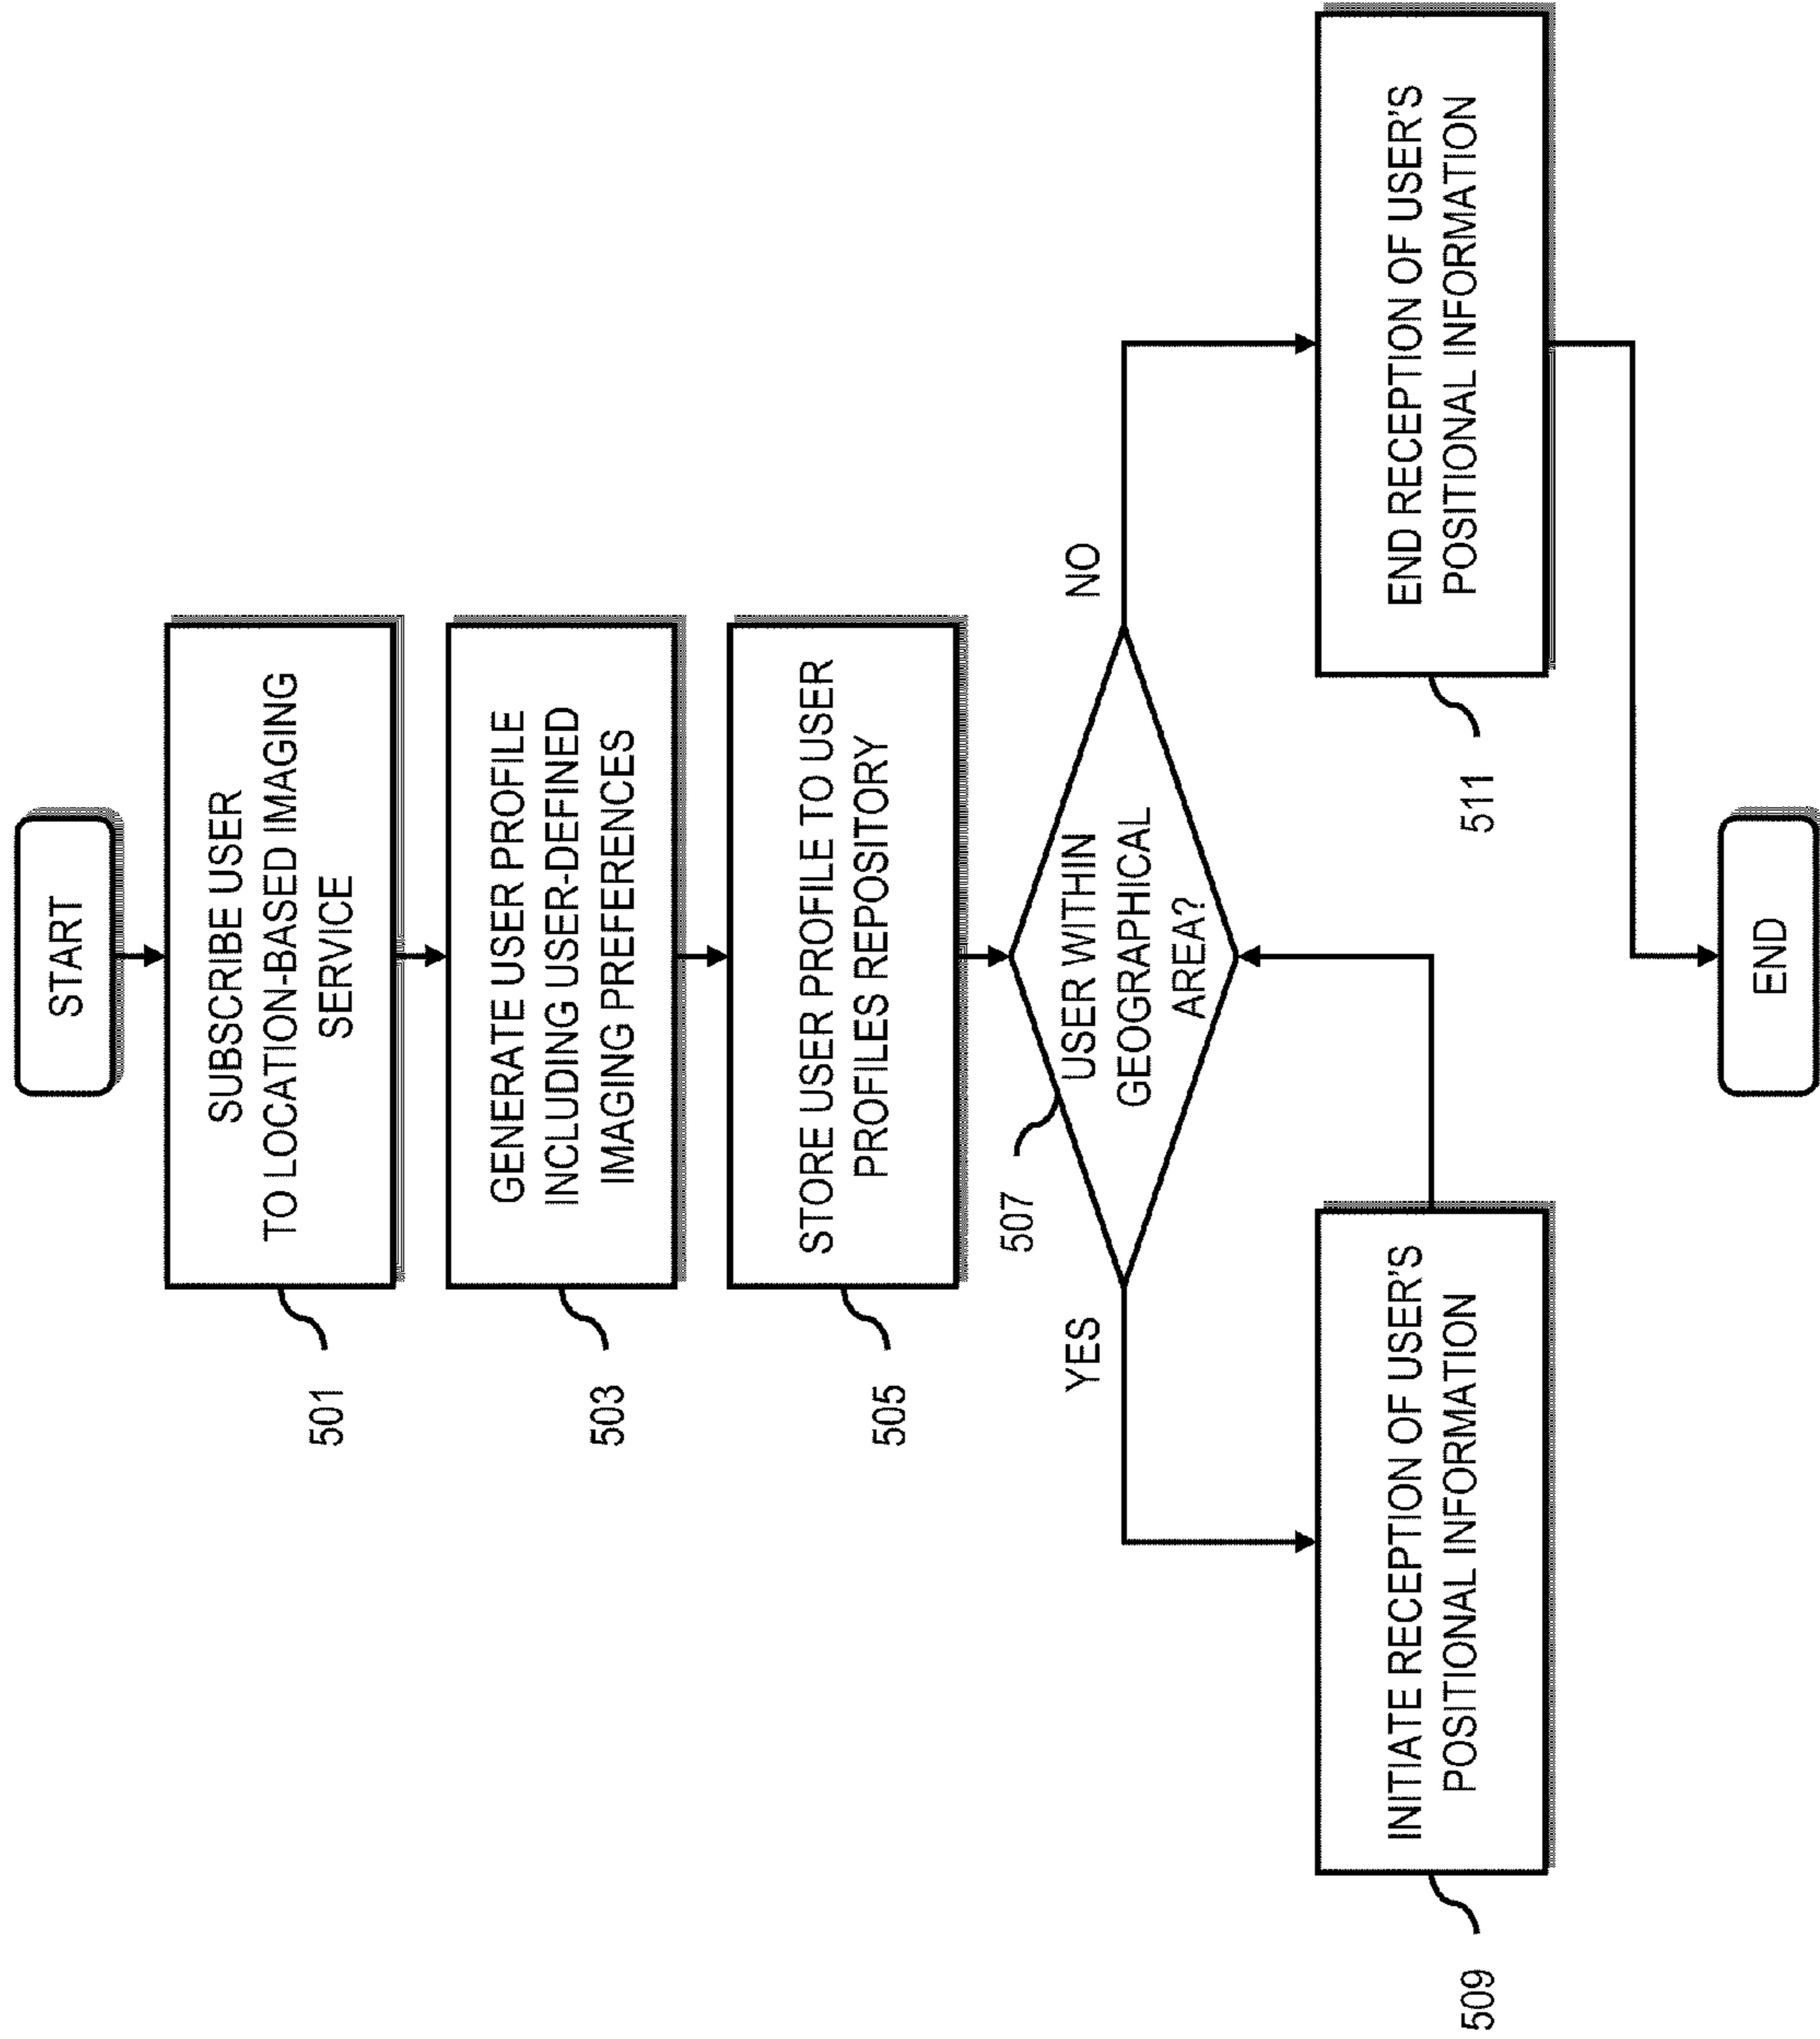 START
SUBSCRIBE USER
TO LOCATION-BASED IMAGING
SERVICE
501
GENERATE USER PROFILE
INCLUDING USER-DEFINED
IMAGING PREFERENCES
503
STORE USER PROFILE TO USER
PROFILES REPOSITORY
505
USER WITHIN
GEOGRAPHICAL
AREA?
507
YES
NO
INITIATE RECEPTION OF USER'S
POSITIONAL INFORMATION
509
END RECEPTION OF USER'S
POSITIONAL INFORMATION
511
END